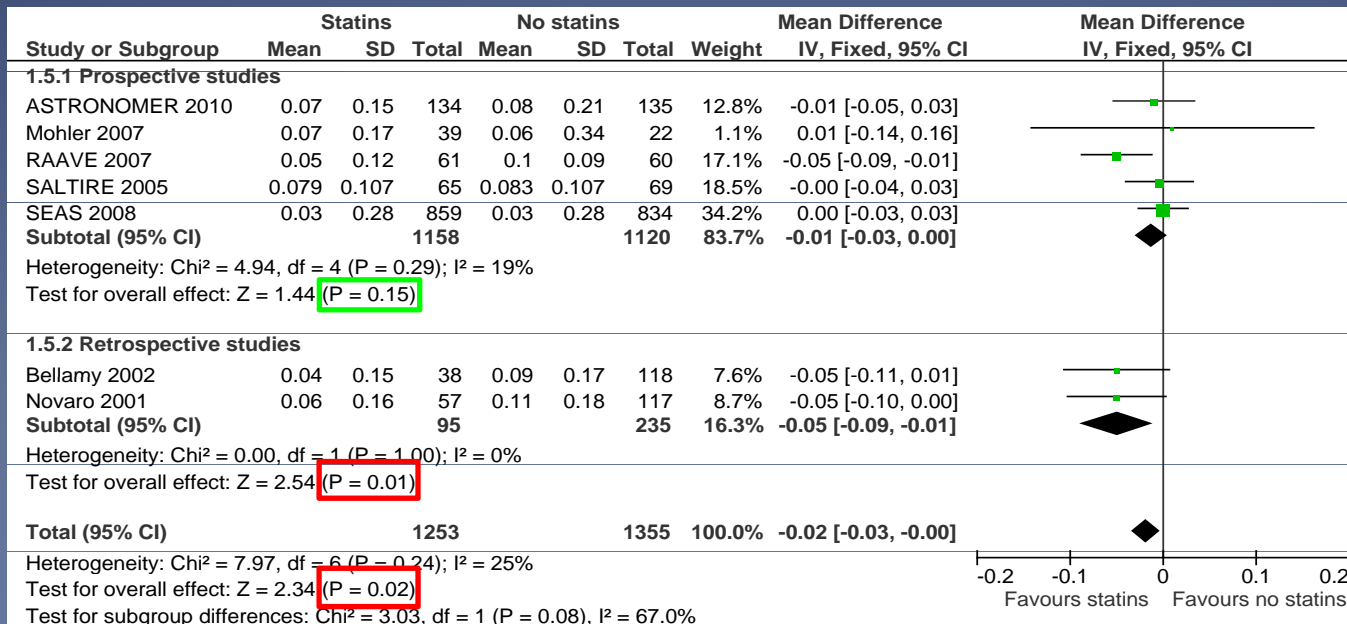 Statins No statins Mean Difference Mean Difference
Study or Subgroup Mean SD Total Mean SD Total Weight IV, Fixed, 95% CI IV, Fixed, 95% CI
1.5.1 Prospective studies
ASTRONOMER 2010 0.07 0.15 134 0.08 0.21 135 12.8% -0.01 [-0.05, 0.03]
Mohler 2007 0.07 0.17 39 0.06 0.34 22 1.1% 0.01 [-0.14, 0.16]
RAAVE 2007 0.05 0.12 61 0.1 0.09 60 17.1% -0.05 [-0.09, -0.01]
SALTIRE 2005 0.079 0.107 65 0.083 0.107 69 18.5% -0.00 [-0.04, 0.03]
SEAS 2008 0.03 0.28 859 0.03 0.28 834 34.2% 0.00 [-0.03, 0.03]
Subtotal (95% CI) 1158 1120 83.7% -0.01 [-0.03, 0.00]
Heterogeneity: Chi² = 4.94, df = 4 (P = 0.29); I² = 19%
Test for overall effect: Z = 1.44 (P = 0.15)
1.5.2 Retrospective studies
Bellamy 2002 0.04 0.15 38 0.09 0.17 118 7.6% -0.05 [-0.11, 0.01]
Novaro 2001 0.06 0.16 57 0.11 0.18 117 8.7% -0.05 [-0.10, 0.00]
Subtotal (95% CI) 95 235 16.3% -0.05 [-0.09, -0.01]
Heterogeneity: Chi² = 0.00, df = 1 (P = 1.00); I² = 0%
Test for overall effect: Z = 2.54 (P = 0.01)
Total (95% CI) 1253 1355 100.0% -0.02 [-0.03, -0.00]
Heterogeneity: Chi² = 7.97, df = 6 (P = 0.24); I² = 25%
Test for overall effect: Z = 2.34 (P = 0.02)
Test for subgroup differences: Chi² = 3.03, df = 1 (P = 0.08), I² = 67.0%
-0.2 -0.1 0 0.1 0.2
Favours statins Favours no statins